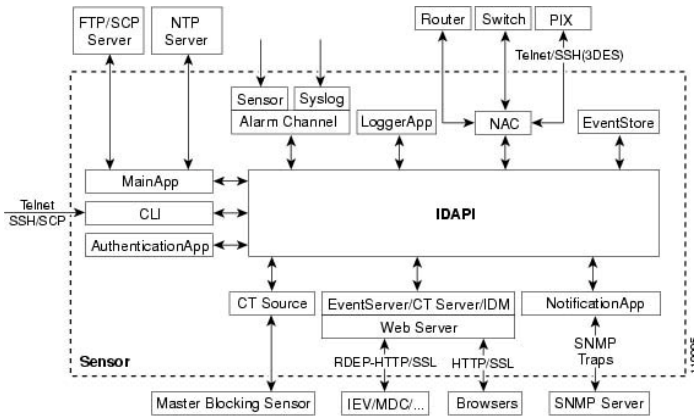 FTP/SCP
Server
NTP
Server
Router
Switch
PIX
Telnet/SSH(3DES)
Sensor
Syslog
Alarm Channel
LoggerApp
NAC
EventStore
MainApp
Telnet
SSH/SCP
CLI
AuthenticationApp
IDAPI
CT Source
EventServer/CT Server/IDM
Web Server
NotificationApp
Sensor
RDEP-HTTP/SSL
HTTP/SSL
SNMP
Traps
Master Blocking Sensor
IEV/MDC/...
Browsers
SNMP Server